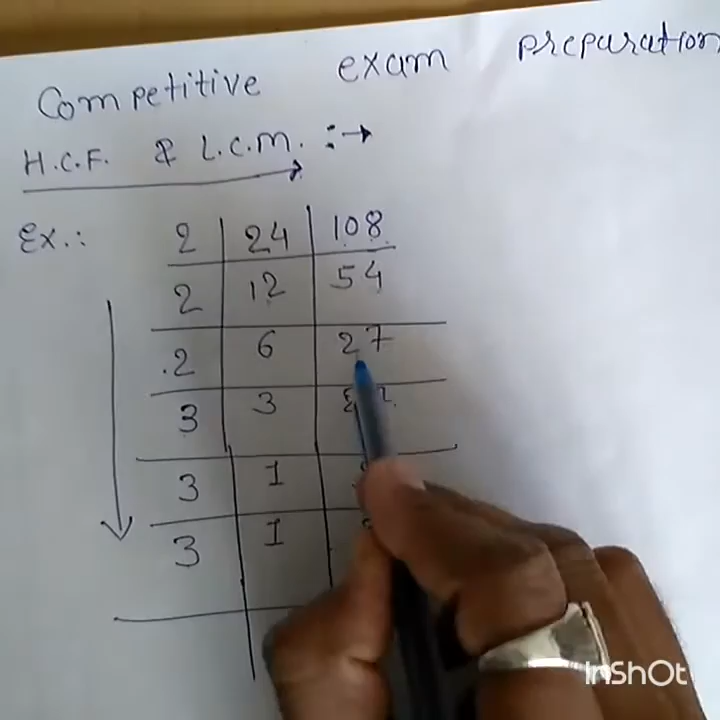 Competitive exam preparation
H.C.F. & L.C.M. :→
Ex.: 2 24 108
2 12 54
.2 6 27
3 3
3 1
3 1
InShOt